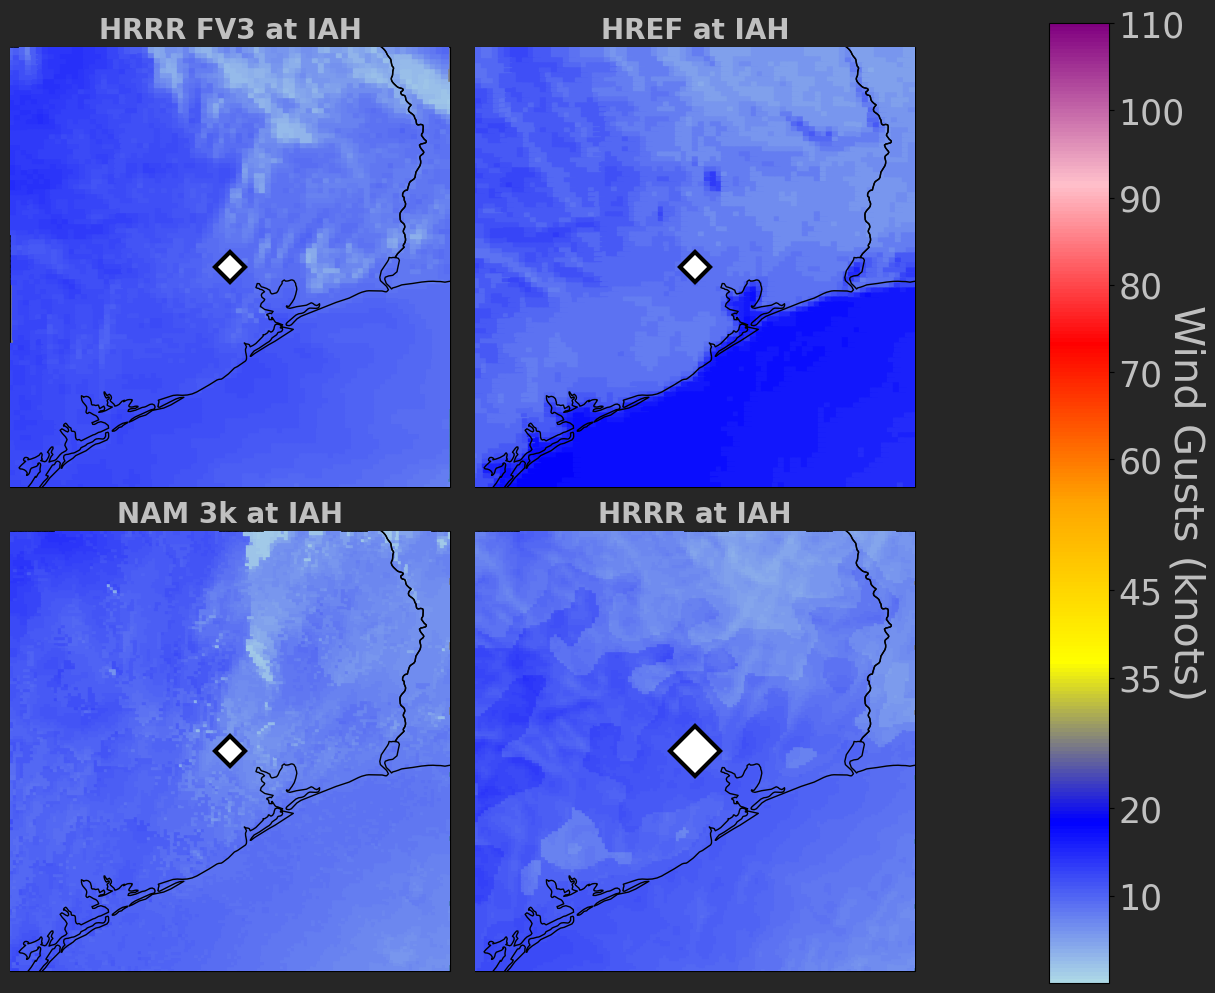 HRRR FV3 at IAH
HREF at IAH
NAM 3k at IAH
HRRR at IAH
110
100
90
80
70
60
45
35
20
10
Wind Gusts (knots)